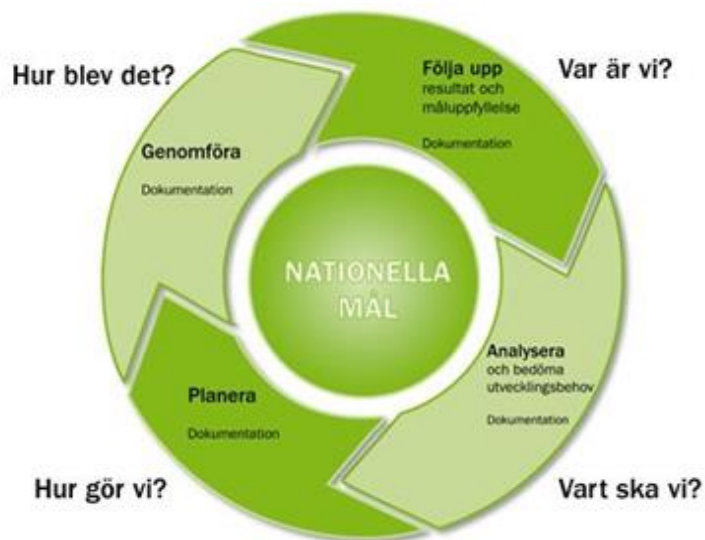 Hur blev det?
Följa upp
resultat och
måluppfyllelse
Dokumentation
Var är vi?
Genomföra
Dokumentation
NATIONELLA
MÅL
Analysera
och bedöma
utvecklingsbehov
Dokumentation
Planera
Dokumentation
Hur gör vi?
Vart ska vi?